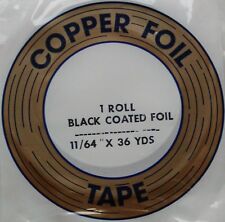 COPPER FOIL
1 ROLL
BLACK COATED FOIL
11/64" X 36 YDS
TAPE